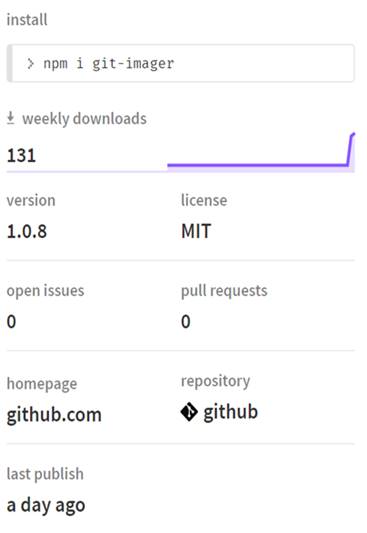 install
> npm i git-imager
weekly downloads
131
version license
1.0.8 MIT
open issues pull requests
0 0
homepage repository
github.com github
last publish
a day ago